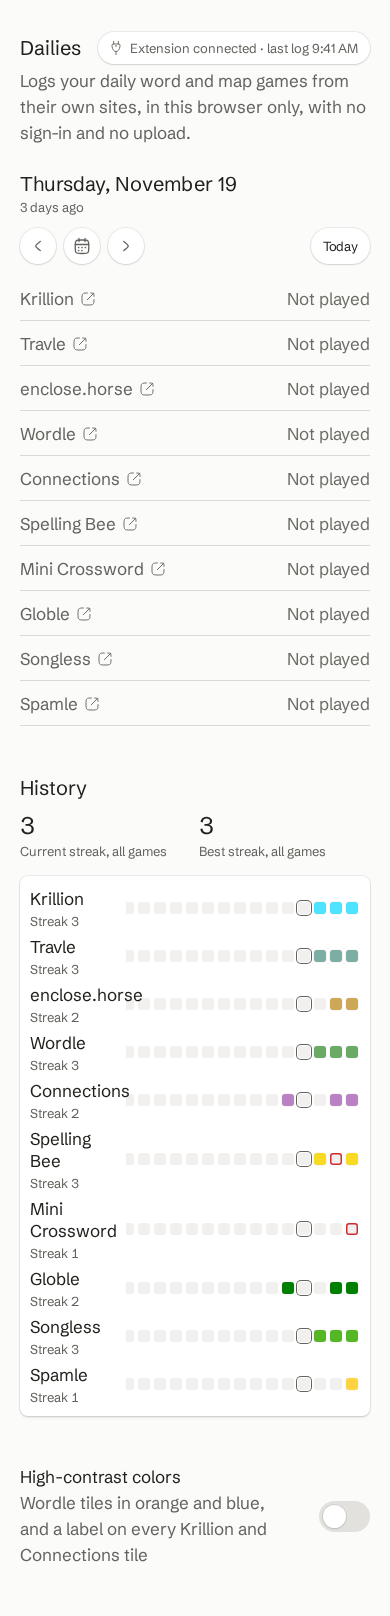 Dailies
Extension connected · last log 9:41 AM
Logs your daily word and map games from
their own sites, in this browser only, with no
sign-in and no upload.
Thursday, November 19
3 days ago
Today
Krillion Not played
Travle Not played
enclose.horse Not played
Wordle Not played
Connections Not played
Spelling Bee Not played
Mini Crossword Not played
Globle Not played
Songless Not played
Spamle Not played
History
3 3
Current streak, all games Best streak, all games
Krillion
Streak 3
Travle
Streak 3
enclose.horse
Streak 2
Wordle
Streak 3
Connections
Streak 2
Spelling
Bee
Streak 3
Mini
Crossword
Streak 1
Globle
Streak 2
Songless
Streak 3
Spamle
Streak 1
High-contrast colors
Wordle tiles in orange and blue,
and a label on every Krillion and
Connections tile